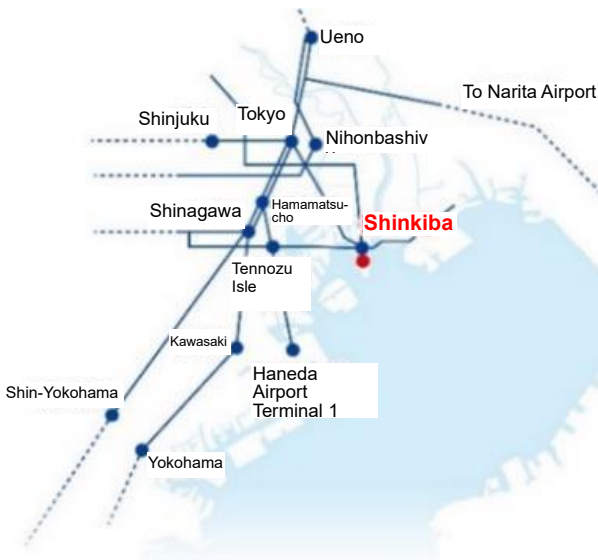 Ueno
To Narita Airport
Shinjuku
Tokyo
Nihonbashiv
Hamamatsu-
cho
Shinagawa
Shinkiba
Tennozu
Isle
Kawasaki
Haneda
Airport
Terminal 1
Shin-Yokohama
Yokohama